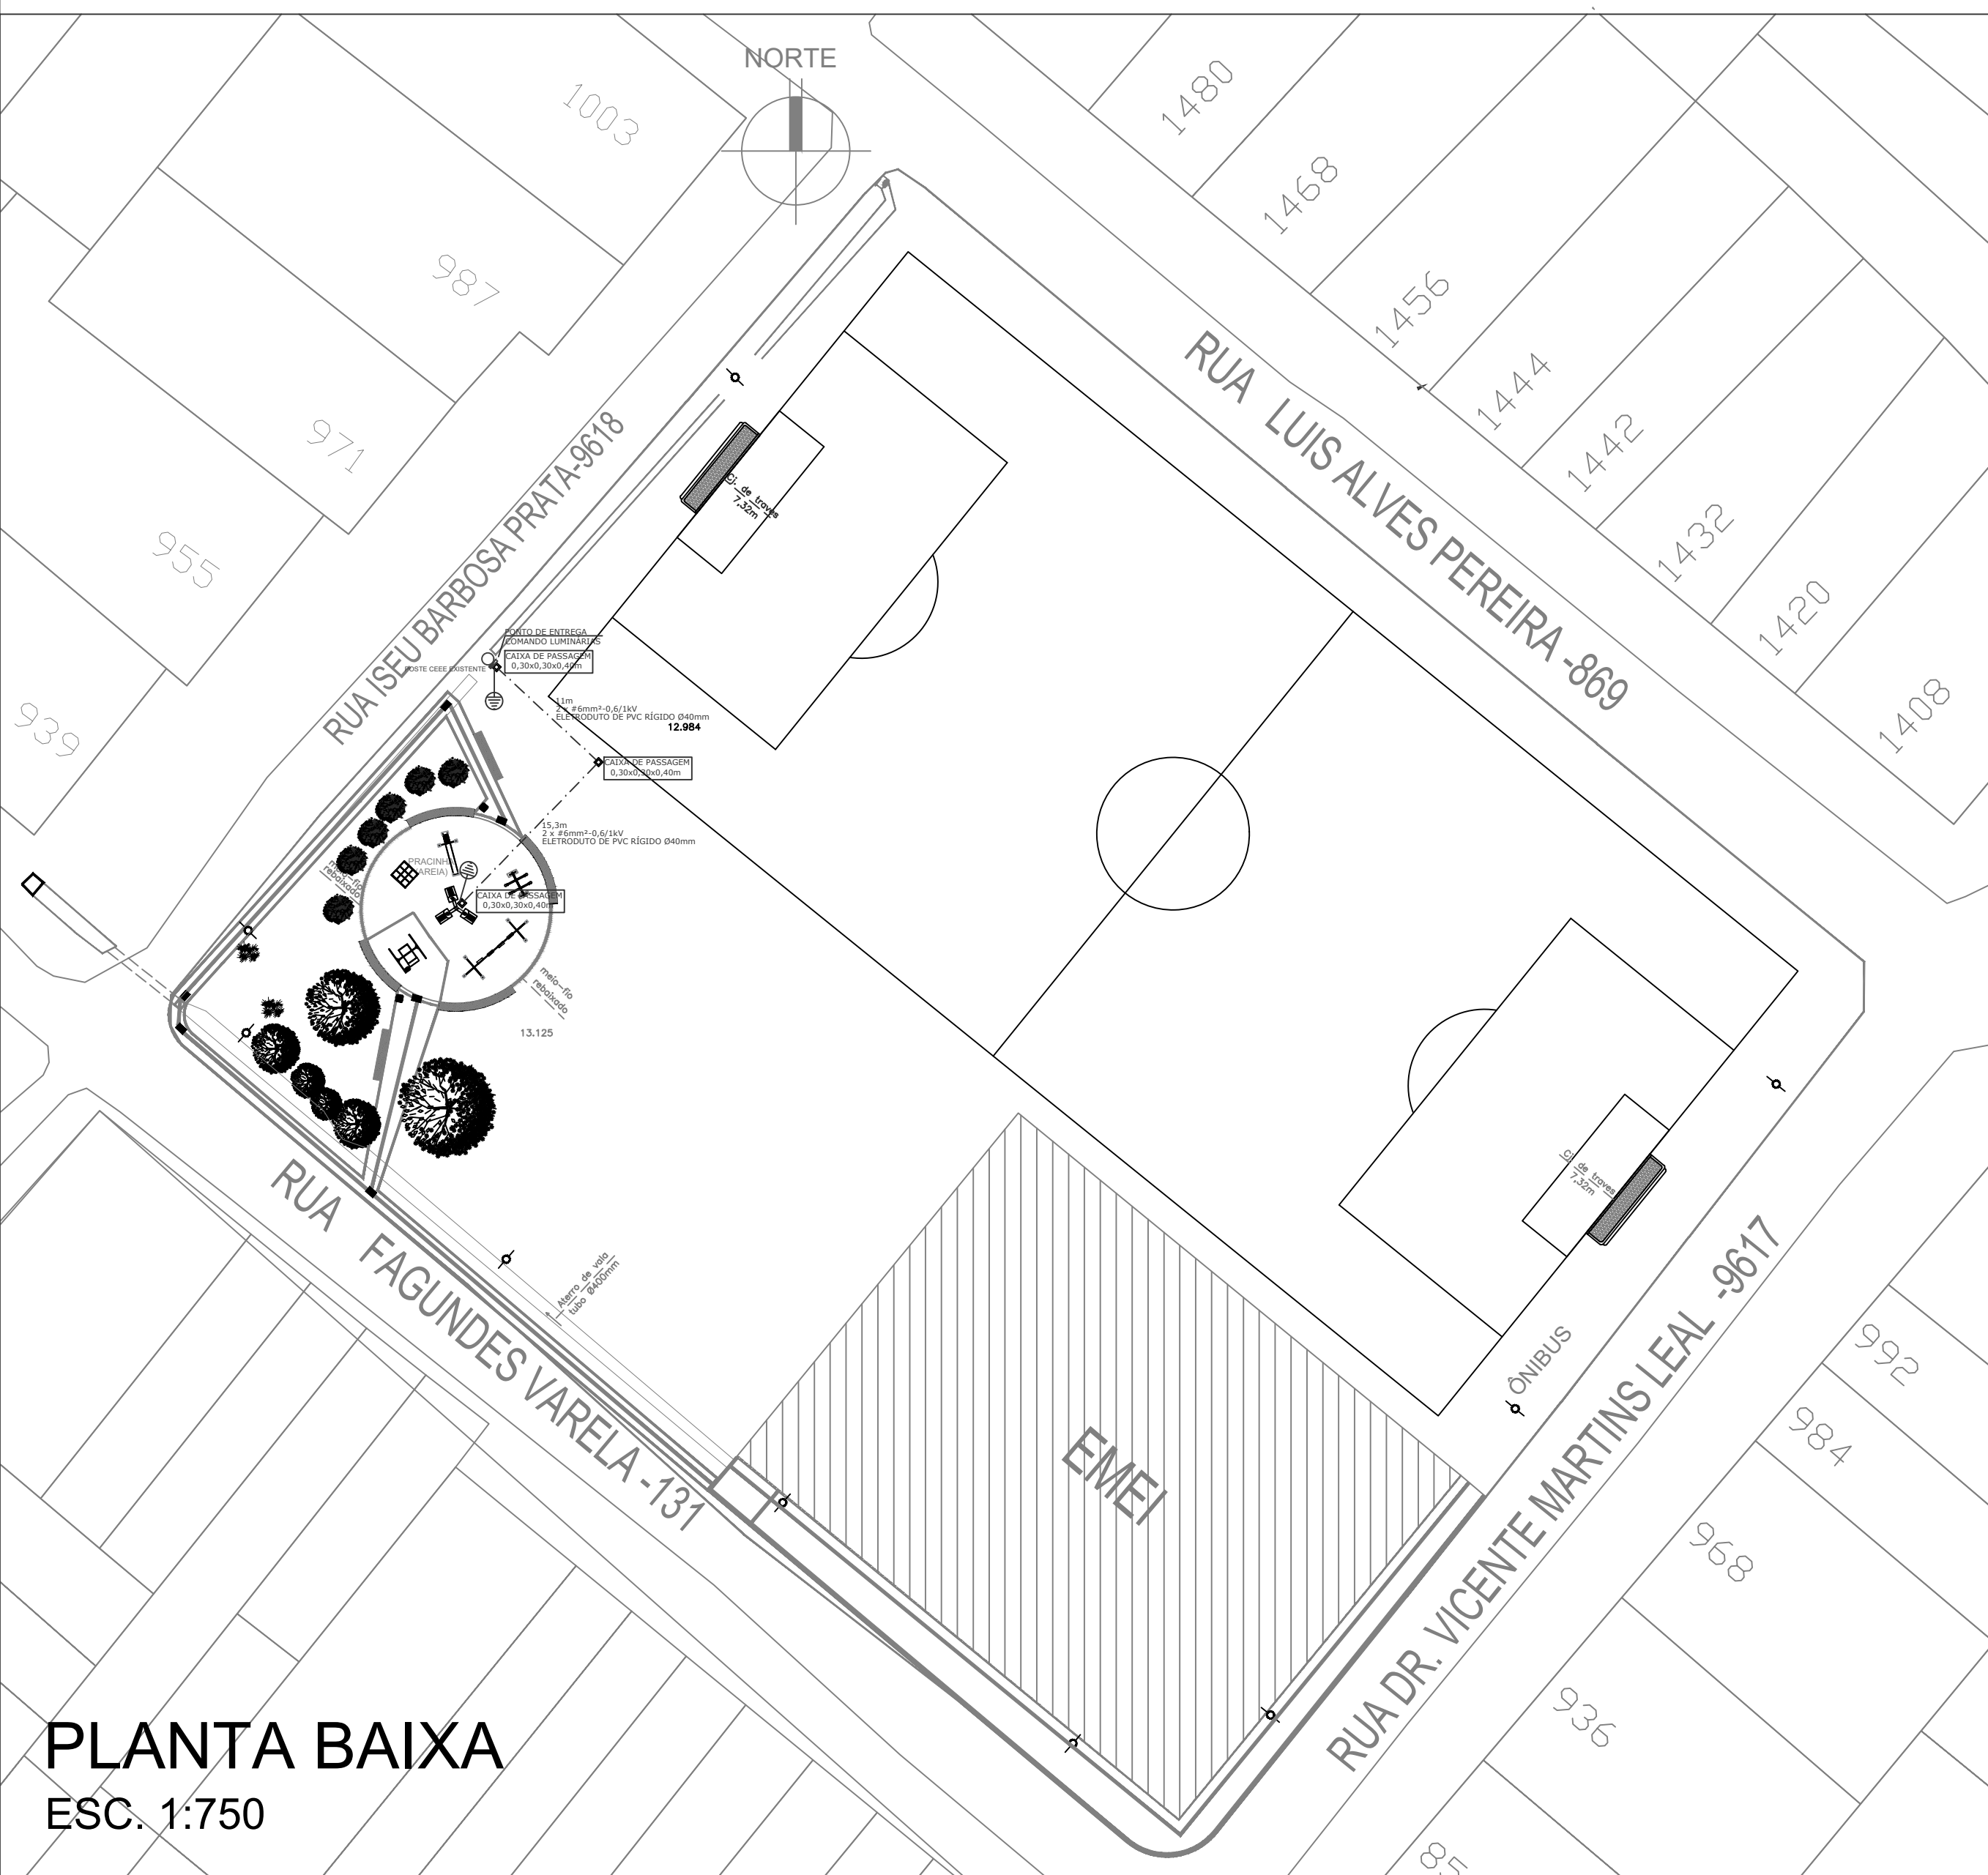 NORTE
1003
987
971
955
939
1480
1468
1456
1444
1442
1432
1420
1408
RUA LUIS ALVES PEREIRA -869
RUA ISEU BARBOSA PRATA-9618
Cj. de traves
7,32m
PONTO DE ENTREGA
COMANDO LUMINÁRIAS
CAIXA DE PASSAGEM
0,30x0,30x0,40m
POSTE CEEE EXISTENTE
11m
2 x #6mm²-0,6/1kV
ELETRODUTO DE PVC RÍGIDO Ø40mm
12.984
CAIXA DE PASSAGEM
0,30x0,30x0,40m
15,3m
2 x #6mm²-0,6/1kV
ELETRODUTO DE PVC RÍGIDO Ø40mm
PRACINHA
(AREIA)
meio-fio
rebaixado
CAIXA DE PASSAGEM
0,30x0,30x0,40m
meio-fio
rebaixado
13.125
Cj. de traves
7,32m
RUA FAGUNDES VARELA -131
Aterro de vala
tubo Ø400mm
EMEI
ÔNIBUS
RUA DR. VICENTE MARTINS LEAL -9617
992
984
968
936
PLANTA BAIXA
ESC. 1:750